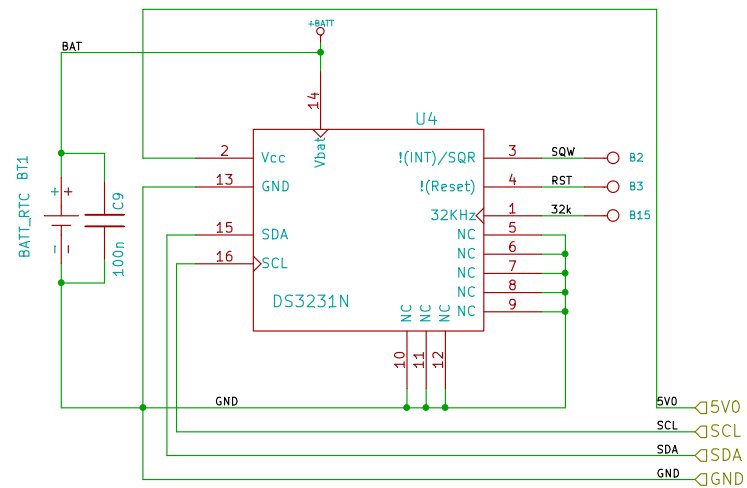 +BATT
BAT
14
U4
2
Vcc
Vbat
!(INT)/SQR
3
SQW
B2
13
GND
!(Reset)
4
RST
B3
32KHz
1
32k
B15
BATT_RTC BT1
+ +
- -
C9
100n
15
SDA
NC
5
NC
6
16
SCL
NC
7
NC
8
DS3231N
NC
9
NC
NC
NC
10
11
12
GND
5V0
5V0
SCL
SCL
SDA
SDA
GND
GND